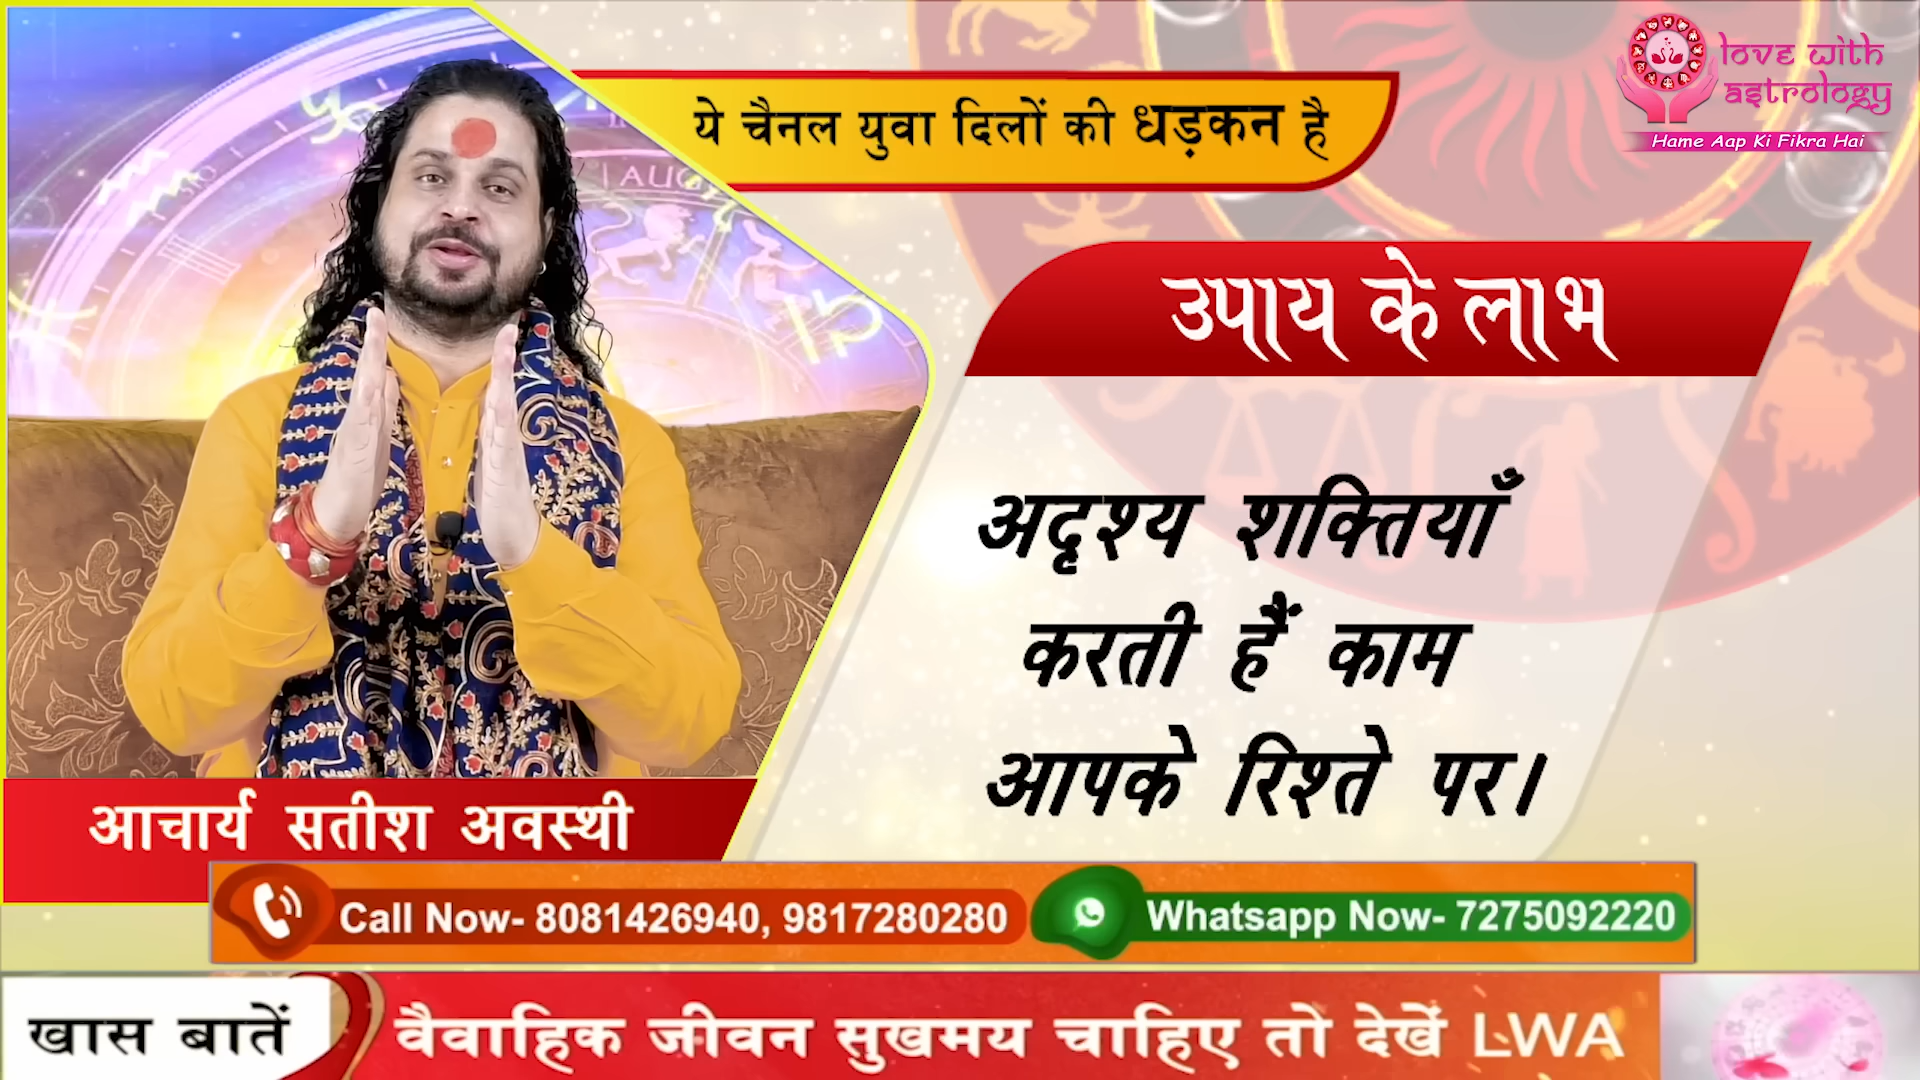 ये चैनल युवा दिलों की धड़कन है
love with
astrology
Hame Aap Ki Fikra Hai
उपाय के लाभ
अदृश्य शक्तियाँ
करती हैं काम
आपके रिश्ते पर।
आचार्य सतीश अवस्थी
Call Now- 8081426940, 9817280280
Whatsapp Now- 7275092220
खास बातें
वैवाहिक जीवन सुखमय चाहिए तो देखें LWA
AUG